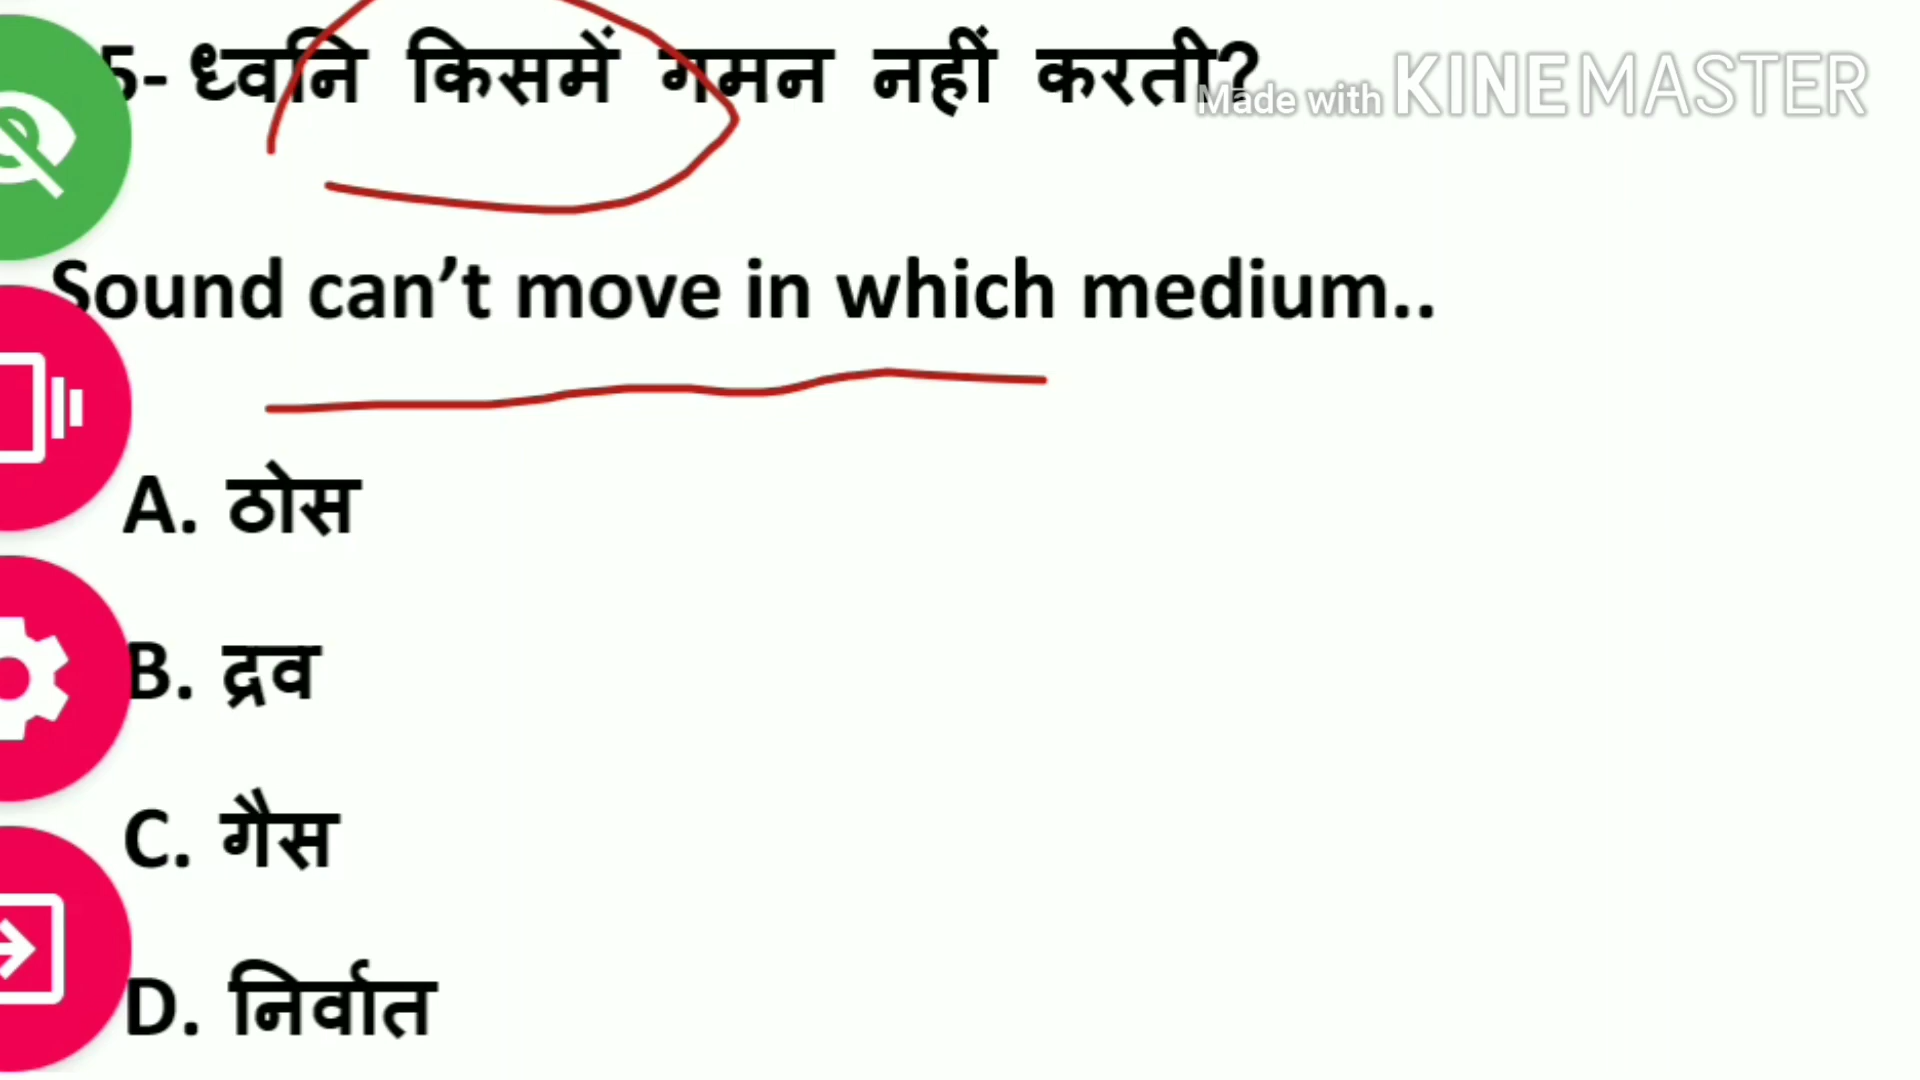 5- ध्वनि किसमें गमन नहीं करती?
Made with KINEMASTER
Sound can’t move in which medium..
A. ठोस
B. द्रव
C. गैस
D. निर्वात